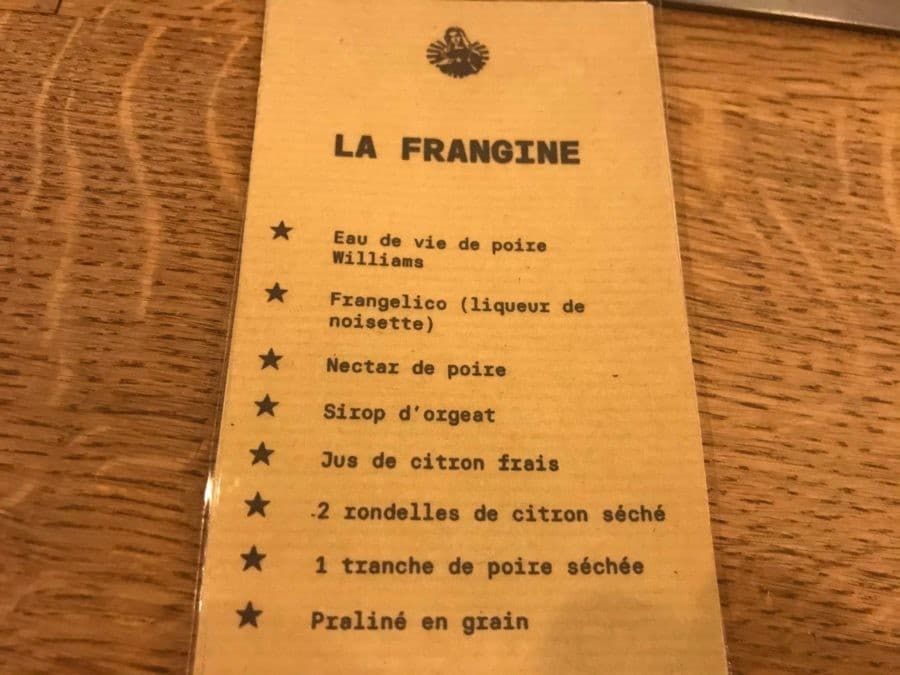 LA FRANGINE
★ Eau de vie de poire
Williams
★ Frangelico (liqueur de
noisette)
★ Nectar de poire
★ Sirop d'orgeat
★ Jus de citron frais
★ 2 rondelles de citron séché
★ 1 tranche de poire séchée
★ Praliné en grain